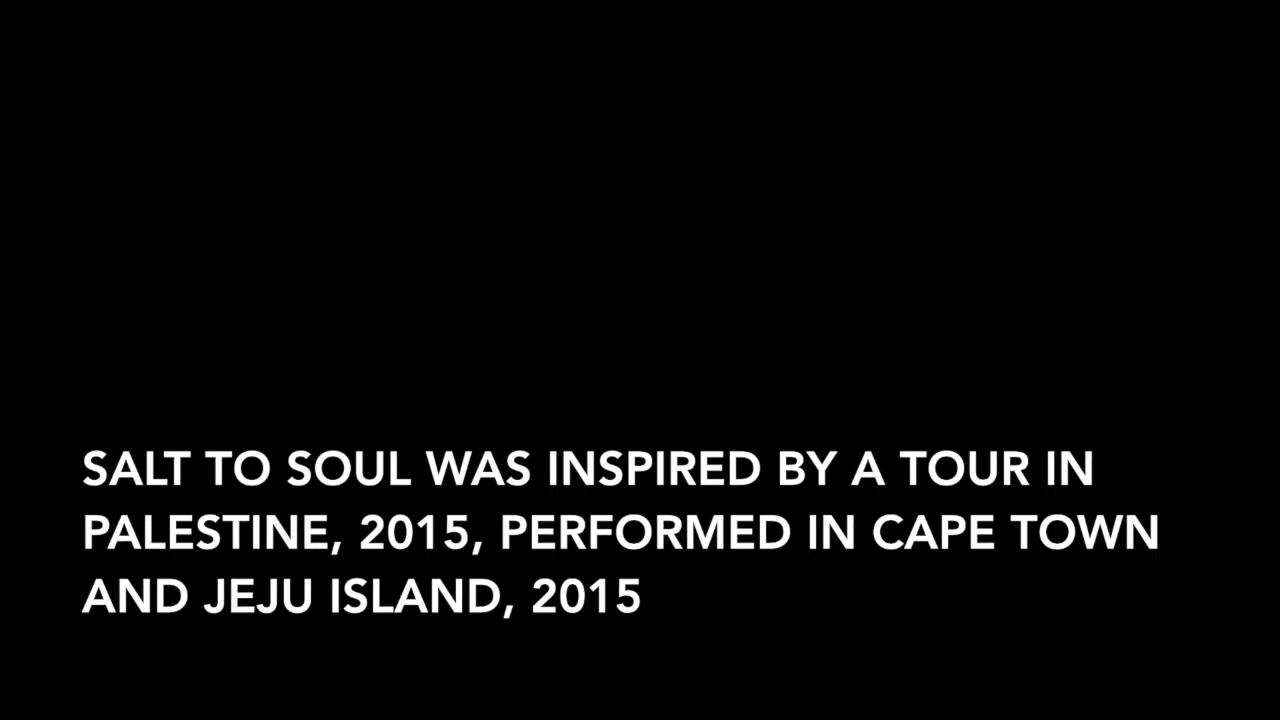 SALT TO SOUL WAS INSPIRED BY A TOUR IN
PALESTINE, 2015, PERFORMED IN CAPE TOWN
AND JEJU ISLAND, 2015